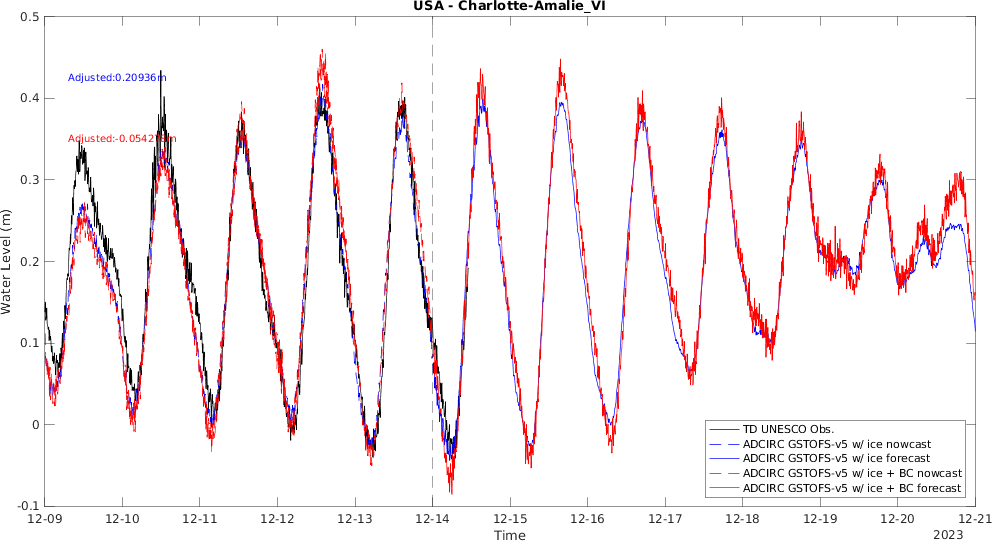 USA - Charlotte-Amalie_VI
0.5
Adjusted:0.20936m
0.4
0.3
Water Level (m)
0.2
0.1
0
TD UNESCO Obs.
ADCIRC GSTOFS-v5 w/ ice nowcast
ADCIRC GSTOFS-v5 w/ ice forecast
ADCIRC GSTOFS-v5 w/ ice + BC nowcast
ADCIRC GSTOFS-v5 w/ ice + BC forecast
-0.1
12-09 12-10 12-11 12-12 12-13 12-14 12-15 12-16 12-17 12-18 12-19 12-20 12-21
Time
2023